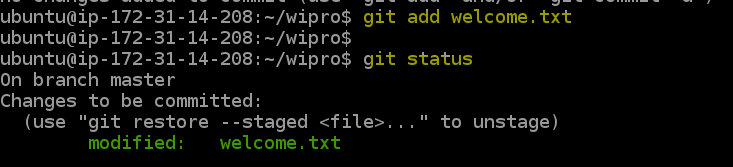 ubuntu@ip-172-31-14-208:~/wipro$ git add welcome.txt
ubuntu@ip-172-31-14-208:~/wipro$
ubuntu@ip-172-31-14-208:~/wipro$ git status
On branch master
Changes to be committed:
  (use "git restore --staged <file>..." to unstage)
        modified:   welcome.txt